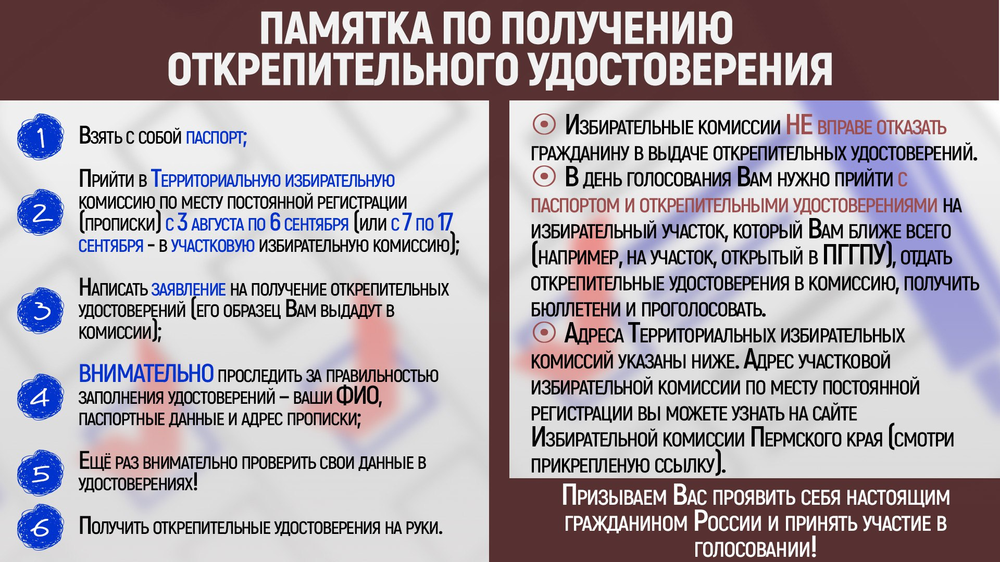 ПАМЯТКА ПО ПОЛУЧЕНИЮ
ОТКРЕПИТЕЛЬНОГО УДОСТОВЕРЕНИЯ
1 Взять с собой паспорт;
2 Прийти в Территориальную избирательную
комиссию по месту постоянной регистрации
(прописки) с 3 августа по 6 сентября (или с 7 по 17
сентября - в участковую избирательную комиссию);
3 Написать заявление на получение открепительных
удостоверений (его образец Вам выдадут в
комиссии);
4 ВНИМАТЕЛЬНО проследить за правильностью
заполнения удостоверений – ваши ФИО,
паспортные данные и адрес прописки;
5 Ещё раз внимательно проверить свои данные в
удостоверениях!
6 Получить открепительные удостоверения на руки.
Избирательные комиссии НЕ вправе отказать
гражданину в выдаче открепительных удостоверений.
В день голосования Вам нужно прийти с
паспортом и открепительными удостоверениями на
избирательный участок, который Вам ближе всего
(например, на участок, открытый в ПГГПУ), отдать
открепительные удостоверения в комиссию, получить
бюллетени и проголосовать.
Адреса Территориальных избирательных
комиссий указаны ниже. Адрес участковой
избирательной комиссии по месту постоянной
регистрации вы можете узнать на сайте
Избирательной комиссии Пермского края (смотри
прикрепленую ссылку).
Призываем Вас проявить себя настоящим
гражданином России и принять участие в
голосовании!